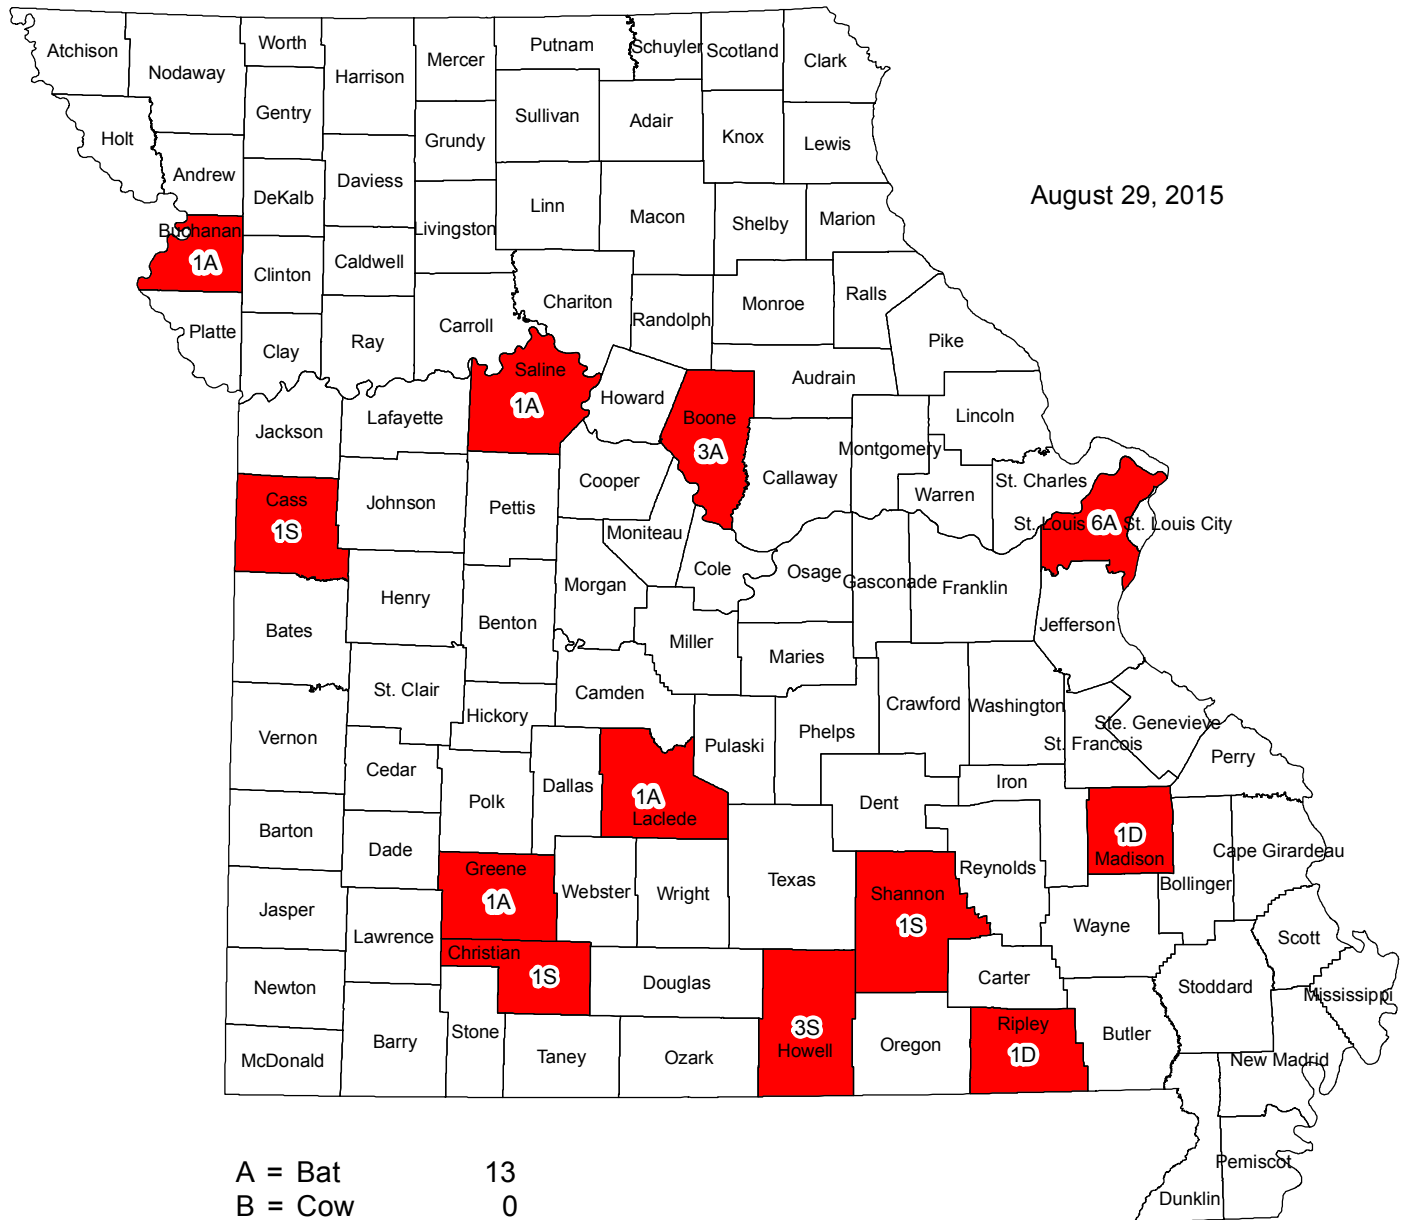 Atchison
Nodaway
Worth
Harrison
Mercer
Putnam
Schuyler
Scotland
Clark
Holt
Gentry
Grundy
Sullivan
Adair
Knox
Lewis
Andrew
DeKalb
Daviess
Livingston
Linn
Macon
Shelby
Marion
August 29, 2015
Buchanan
1A
Clinton
Caldwell
Chariton
Randolph
Monroe
Ralls
Platte
Clay
Ray
Carroll
Pike
Saline
1A
Howard
Boone
3A
Audrain
Jackson
Lafayette
Lincoln
Montgomery
Cass
1S
Johnson
Pettis
Cooper
Callaway
Warren
St. Charles
St. Louis
6A
St. Louis City
Moniteau
Morgan
Cole
Osage
Gasconade
Franklin
Bates
Henry
Benton
Miller
Maries
Jefferson
St. Clair
Camden
Vernon
Hickory
Pulaski
Phelps
Crawford
Washington
Ste. Genevieve
St. Francois
Perry
Cedar
Polk
Dallas
1A
Laclede
Dent
Iron
Barton
Dade
1D
Madison
Cape Girardeau
Greene
1A
Webster
Wright
Texas
Shannon
1S
Reynolds
Bollinger
Jasper
Lawrence
Christian
1S
Wayne
Scott
Newton
Douglas
Carter
Stoddard
Mississippi
McDonald
Barry
Stone
Taney
Ozark
3S
Howell
Oregon
Ripley
1D
Butler
New Madrid
Pemiscot
Dunklin
A = Bat 13
B = Cow 0